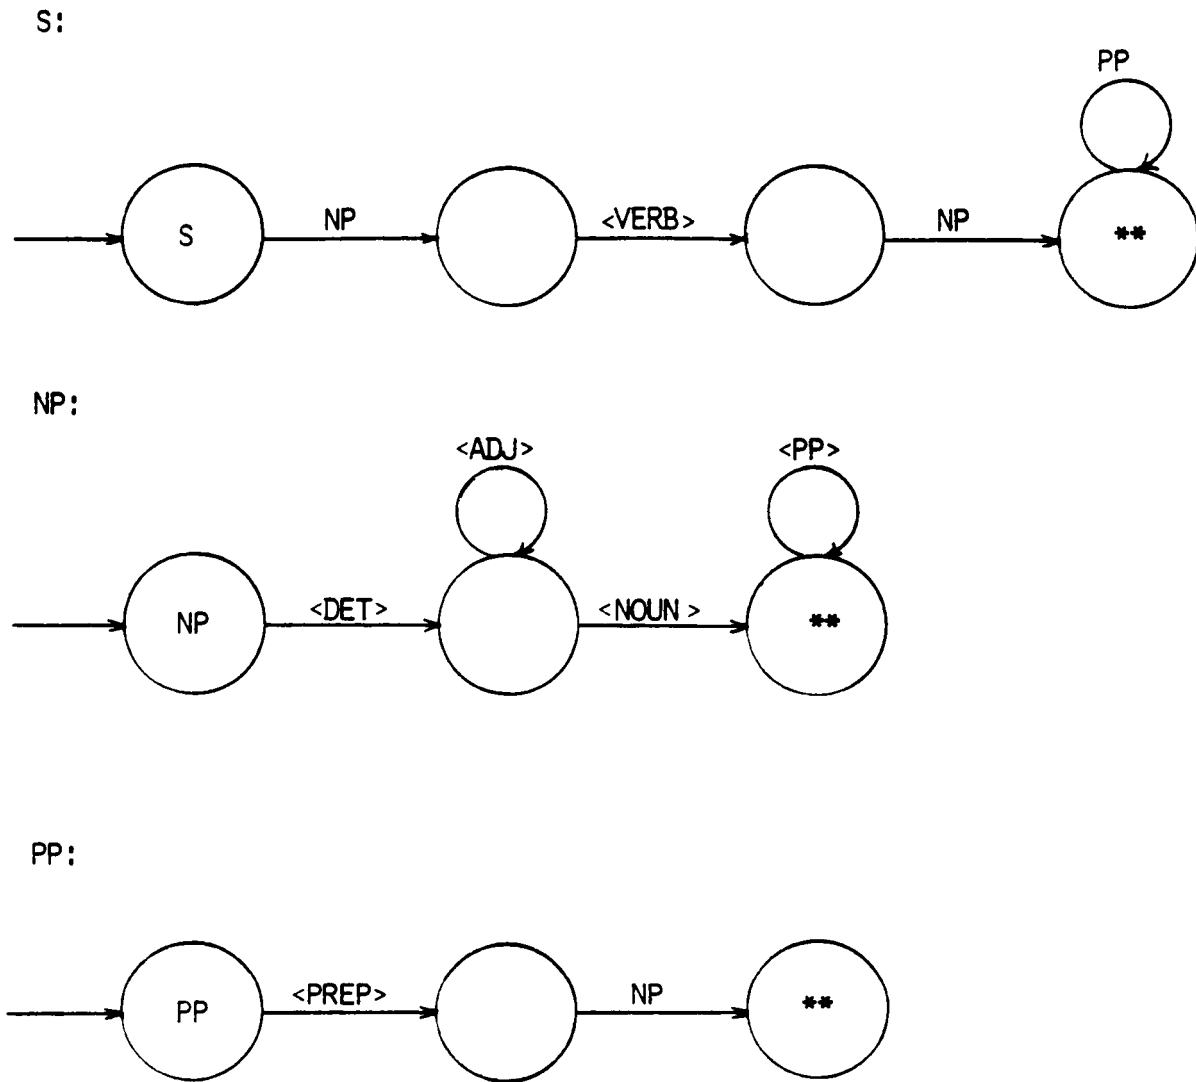 S:
PP
S NP <VERB> NP **
NP:
<ADJ> <PP>
NP <DET> <NOUN > **
PP:
PP <PREP> NP **